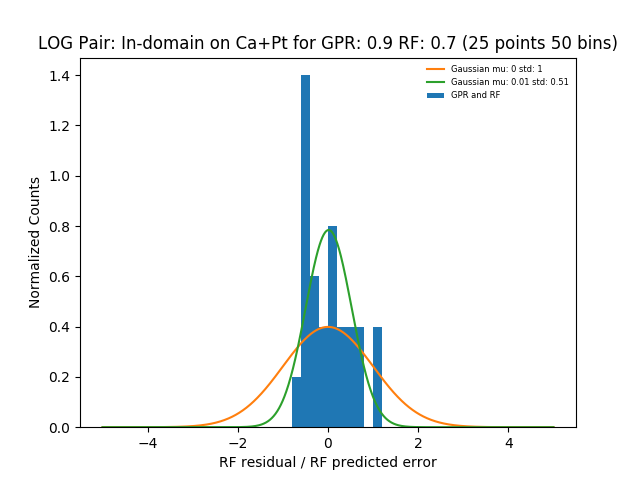 LOG Pair: In-domain on Ca+Pt for GPR: 0.9 RF: 0.7 (25 points 50 bins)
Gaussian mu: 0 std: 1
Gaussian mu: 0.01 std: 0.51
GPR and RF
Normalized Counts
1.4
1.2
1.0
0.8
0.6
0.4
0.2
0.0
−4 −2 0 2 4
RF residual / RF predicted error